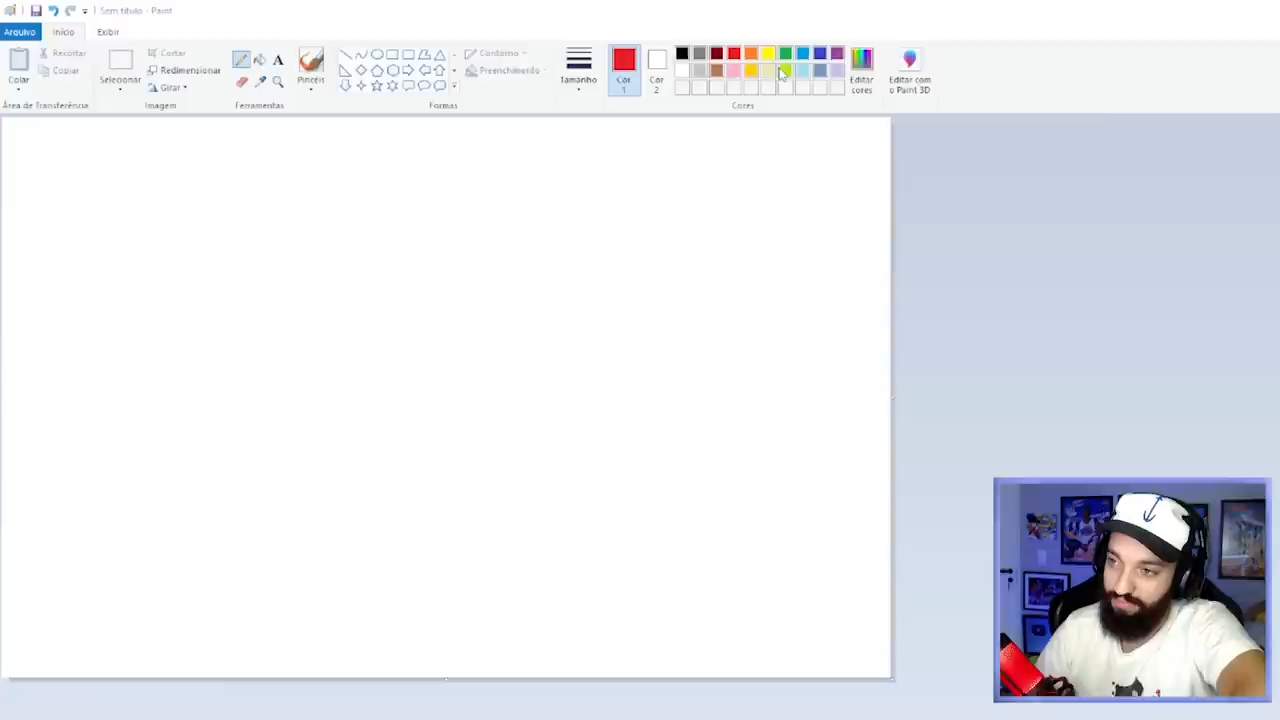 Sem título - Paint
Arquivo Início Exibir
Colar
Recortar
Copiar
Área de Transferência
Selecionar
Cortar
Redimensionar
Girar
Imagem
A
Ferramentas
Pincéis
Formas
Contorno
Preenchimento
Tamanho
Cor
1
Cor
2
Cores
Editar
cores
Editar com
o Paint 3D